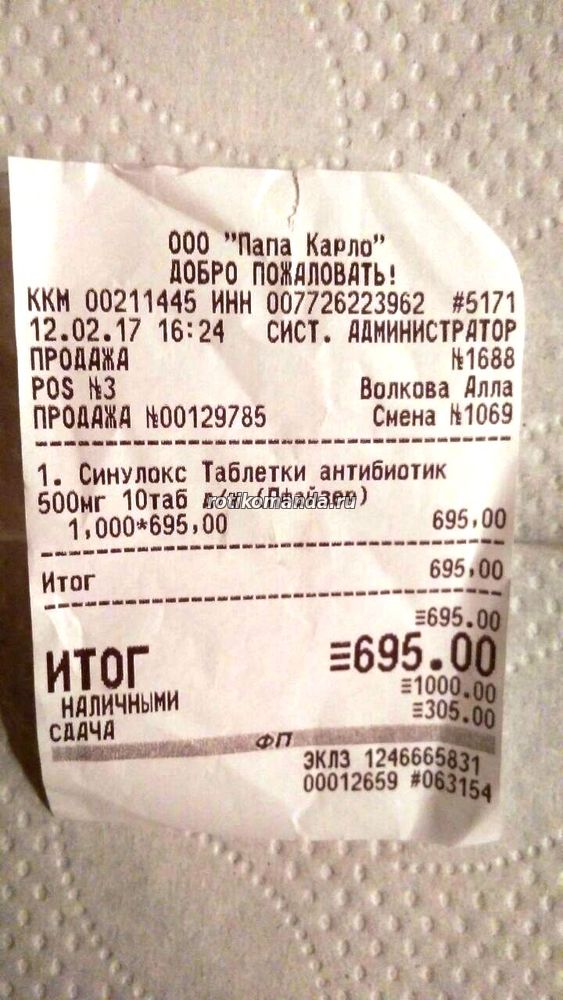 ООО "Папа Карло"
ДОБРО ПОЖАЛОВАТЬ!
ККМ 00211445 ИНН 007726223962 #5171
12.02.17 16:24 СИСТ. АДМИНИСТРАТОР
ПРОДАЖА №1688
POS №3 Волкова Алла
ПРОДАЖА №00129785 Смена №1069
1. Синулокс Таблетки антибиотик
500мг 10таб (Пфайзер)
rotikomanda.ru
1,000*695,00 695,00
Итог 695,00
≡695.00
ИТОГ ≡695.00
НАЛИЧНЫМИ ≡1000.00
СДАЧА ≡305.00
ФП
ЭКЛЗ 1246665831
00012659 #063154